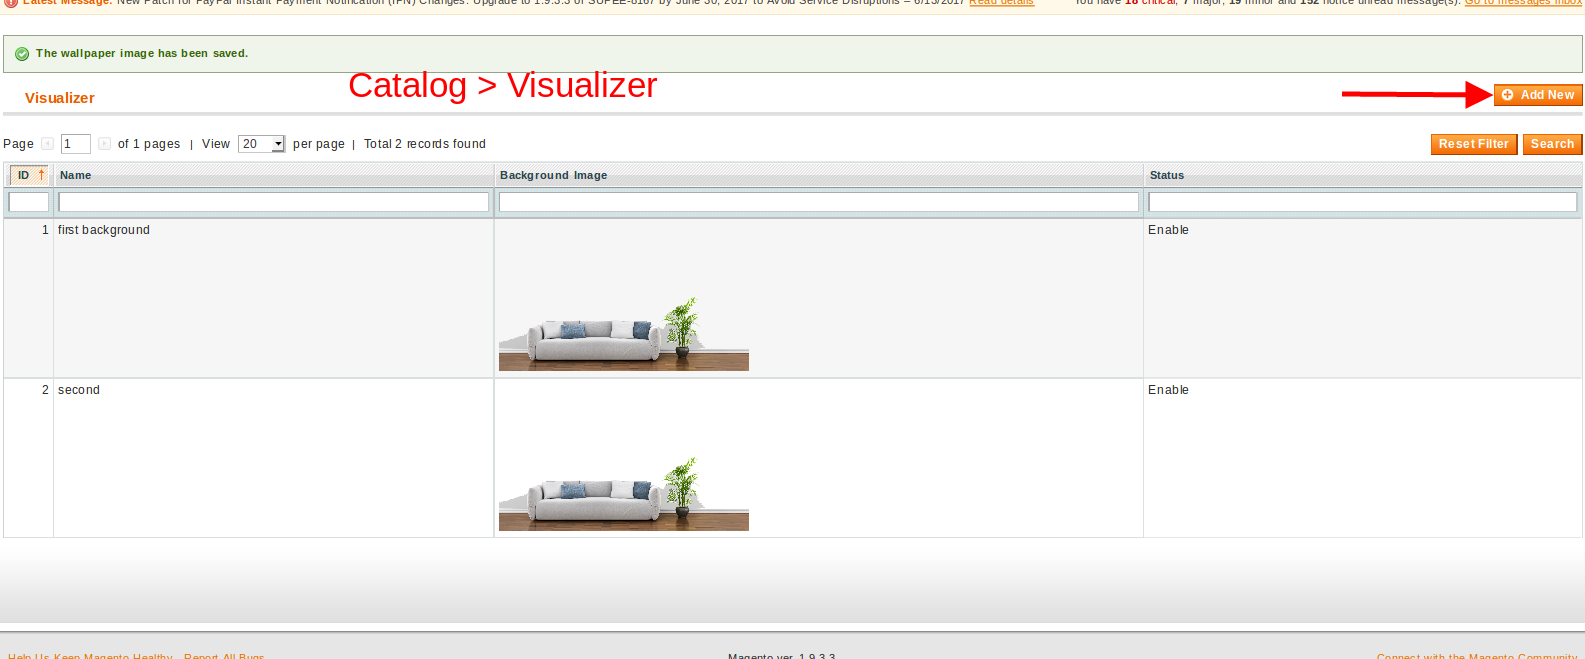 Latest Message: New Patch for PayPal Instant Payment Notification (IPN) Changes: Upgrade to 1.9.3.3 or SUPEE-8167 by June 30, 2017 to Avoid Service Disruptions – 6/13/2017 Read details You have 18 critical, 7 major, 19 minor and 152 notice unread message(s). Go to messages inbox
The wallpaper image has been saved.
Catalog > Visualizer
Visualizer Add New
Page 1 of 1 pages | View 20 per page | Total 2 records found Reset Filter Search
ID Name Background Image Status
1 first background Enable
2 second Enable
Help Us Keep Magento Healthy - Report All Bugs Magento ver. 1.9.3.3 Connect with the Magento Community